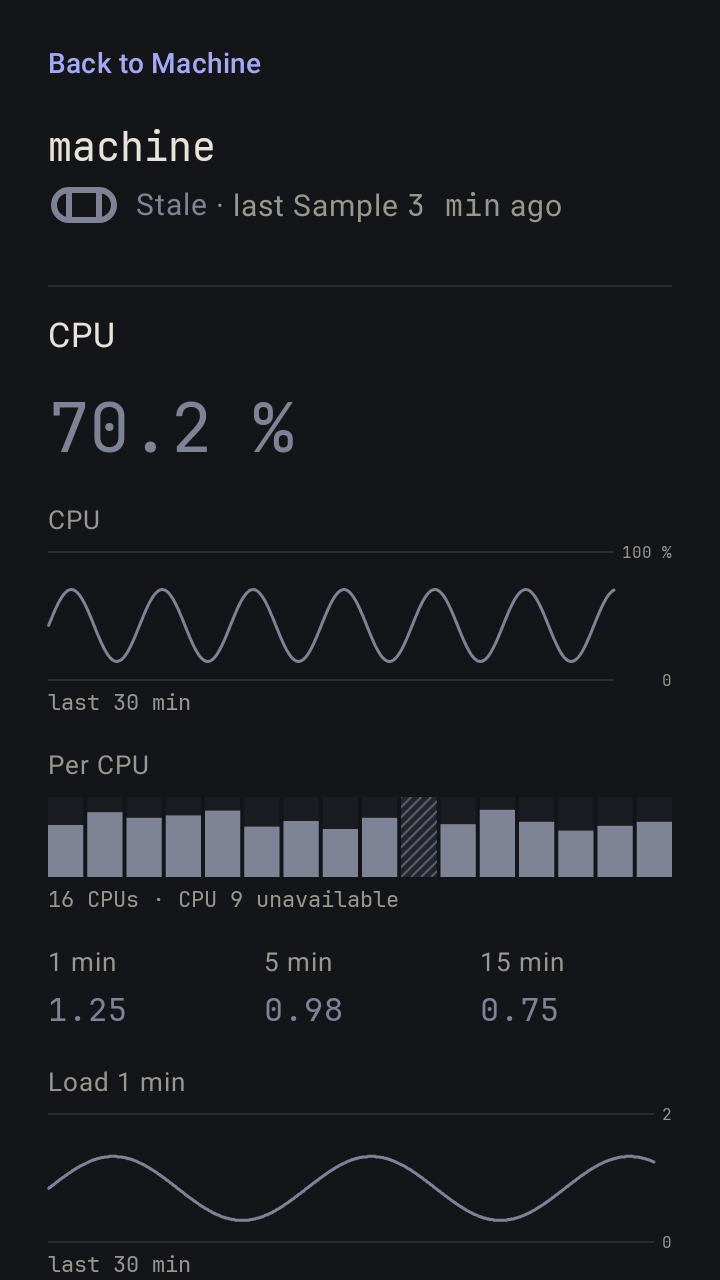 Back to Machine
machine
Stale · last Sample 3 min ago
CPU
70.2 %
CPU
100 %
0
last 30 min
Per CPU
16 CPUs · CPU 9 unavailable
1 min 5 min 15 min
1.25 0.98 0.75
Load 1 min
2
0
last 30 min